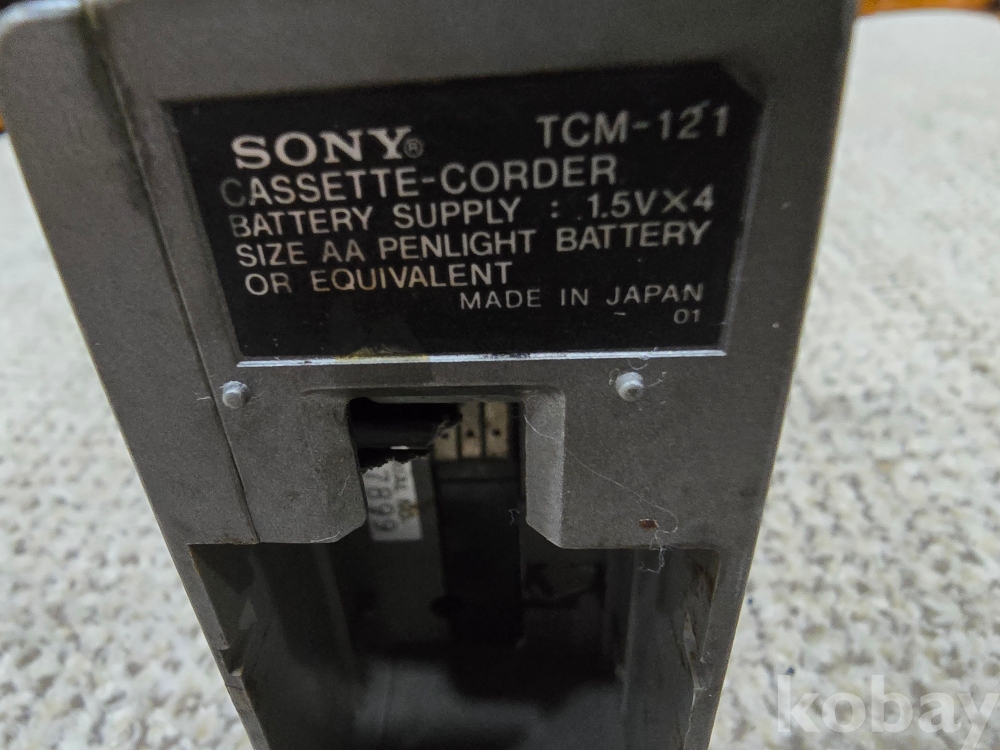 SONY® TCM-121
CASSETTE-CORDER
BATTERY SUPPLY : 1.5V×4
SIZE AA PENLIGHT BATTERY
OR EQUIVALENT
MADE IN JAPAN
01
kobay